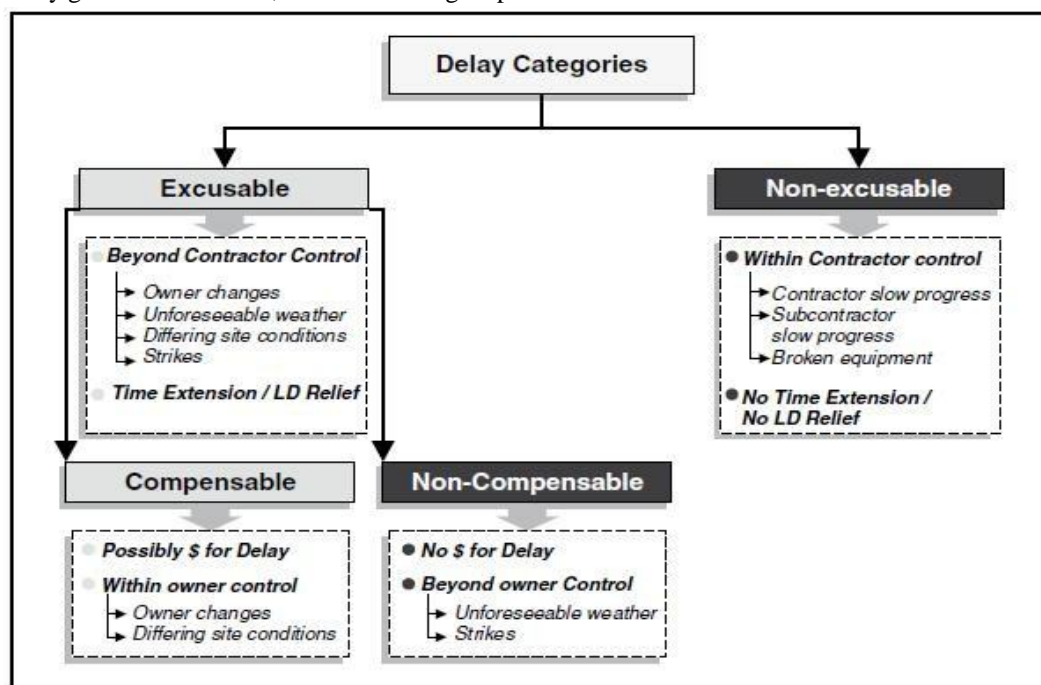 Delay Categories
Excusable
Non-excusable
Beyond Contractor Control
Owner changes
Unforeseeable weather
Differing site conditions
Strikes
Time Extension / LD Relief
Within Contractor control
Contractor slow progress
Subcontractor
slow progress
Broken equipment
No Time Extension /
No LD Relief
Compensable
Non-Compensable
Possibly $ for Delay
Within owner control
Owner changes
Differing site conditions
No $ for Delay
Beyond owner Control
Unforeseeable weather
Strikes